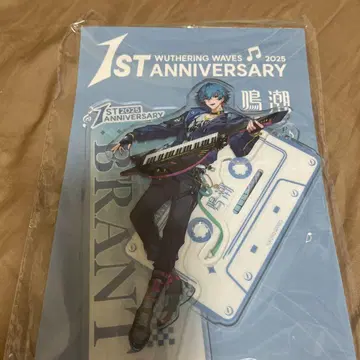 1ST
WUTHERING WAVES 2025
ANNIVERSARY
鳴潮
1ST 2025
ANNIVERSARY
BRANT
鳴潮